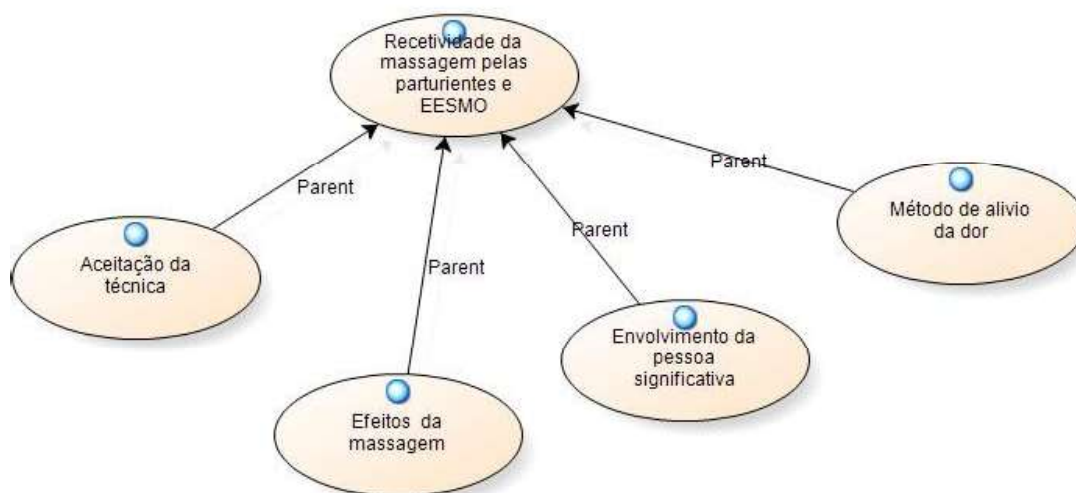 Recetividade da
massagem pelas
parturientes e
EESMO
Parent
Parent
Parent
Parent
Método de alivio
da dor
Aceitação da
técnica
Envolvimento da
pessoa
significativa
Efeitos da
massagem